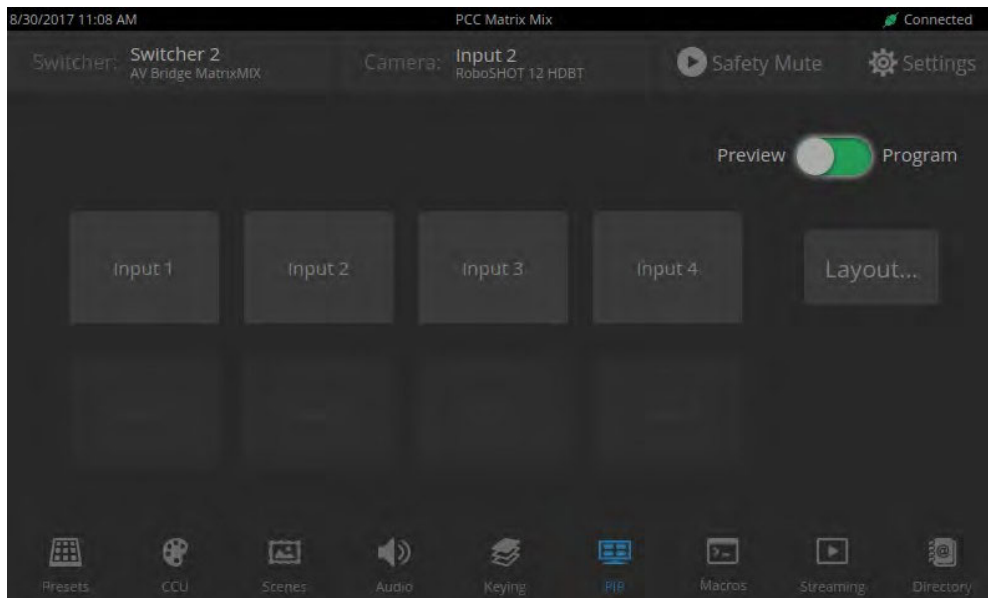 8/30/2017 11:08 AM PCC Matrix Mix Connected
Switcher: Switcher 2 Camera: Input 2 Safety Mute Settings
AV Bridge MatrixMIX RoboSHOT 12 HDBT
Preview Program
Input 1 Input 2 Input 3 Input 4 Layout...
Presets CCU Scenes Audio Keying PIP Macros Streaming Directory